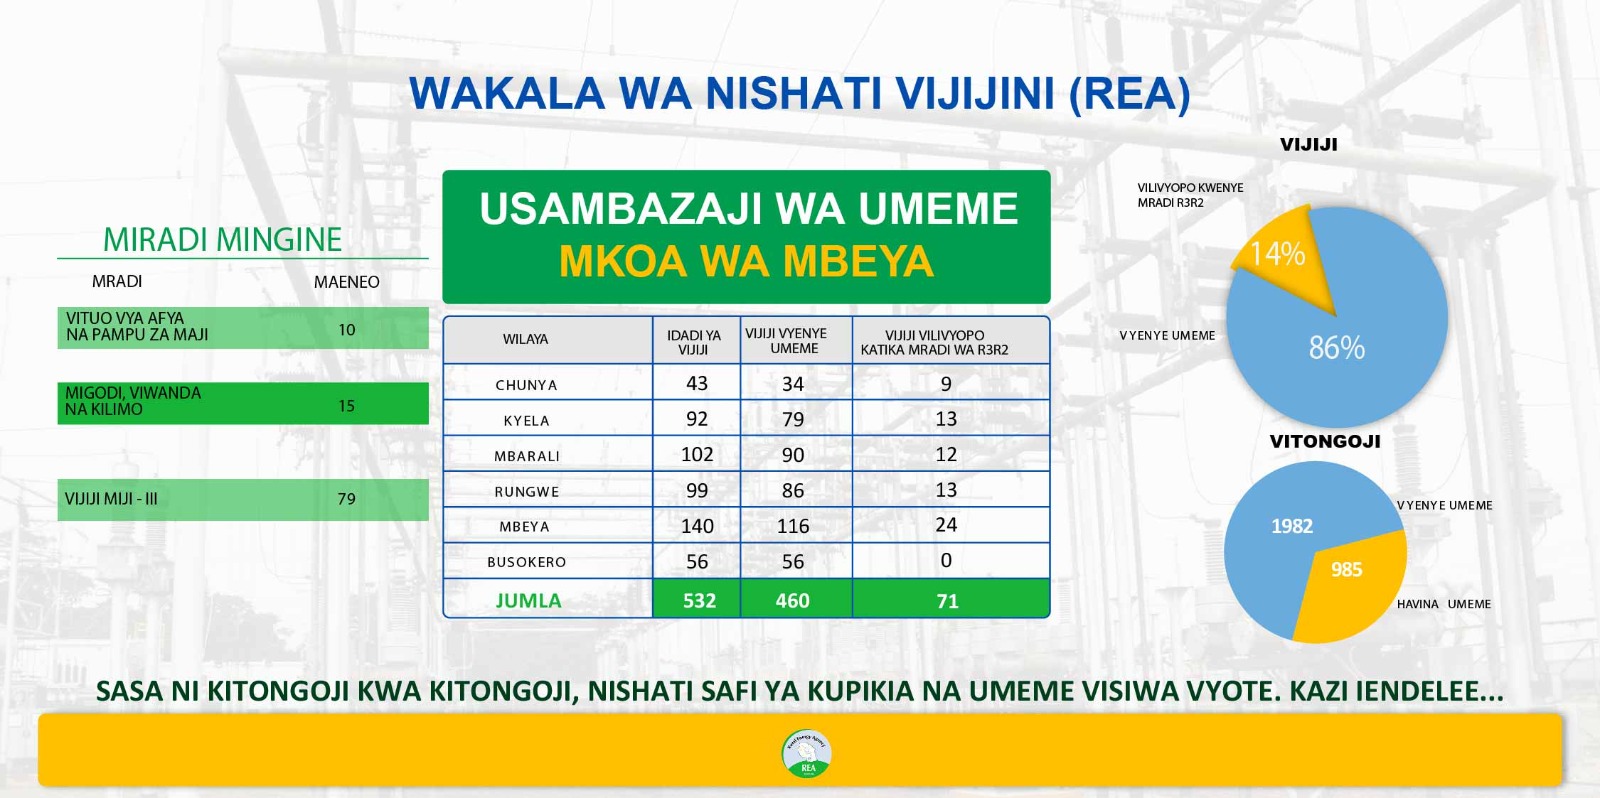 WAKALA WA NISHATI VIJIJINI (REA)
MIRADI MINGINE
MRADI MAENEO
VITUO VYA AFYA
NA PAMPU ZA MAJI 10
MIGODI, VIWANDA
NA KILIMO 15
VIJIJI MIJI - III 79
USAMBAZAJI WA UMEME
MKOA WA MBEYA
WILAYA IDADI YA VIJIJI VIJIJI VYENYE UMEME VIJIJI VILIVYOPO KATIKA MRADI WA R3R2
CHUNYA 43 34 9
KYELA 92 79 13
MBARALI 102 90 12
RUNGWE 99 86 13
MBEYA 140 116 24
BUSOKERO 56 56 0
JUMLA 532 460 71
VIJIJI
VILIVYOPO KWENYE
MRADI R3R2
14%
VYENYE UMEME
86%
VITONGOJI
VYENYE UMEME
1982
985
HAVINA UMEME
SASA NI KITONGOJI KWA KITONGOJI, NISHATI SAFI YA KUPIKIA NA UMEME VISIWA VYOTE. KAZI IENDELEE...
Rural Energy Agency
REA